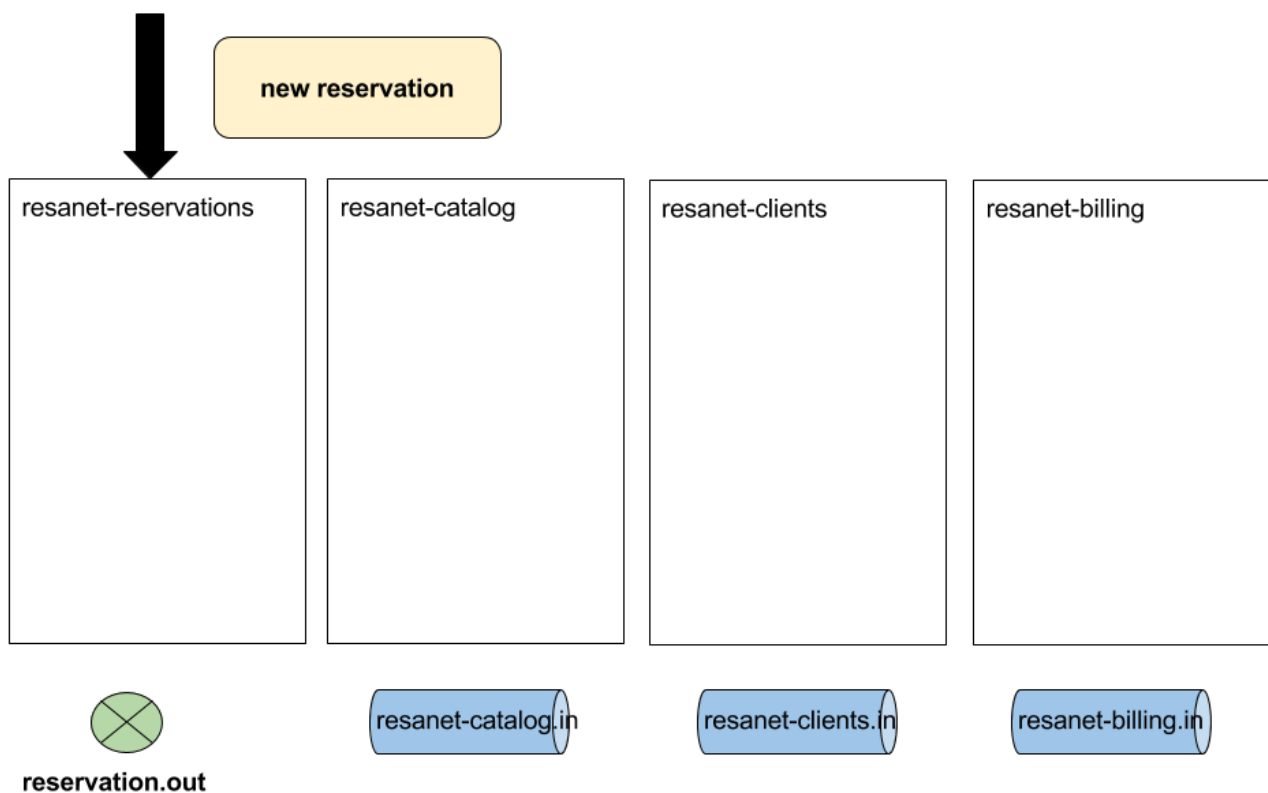 new reservation
resanet-reservations
resanet-catalog
resanet-clients
resanet-billing
resanet-catalog.in
resanet-clients.in
resanet-billing.in
reservation.out